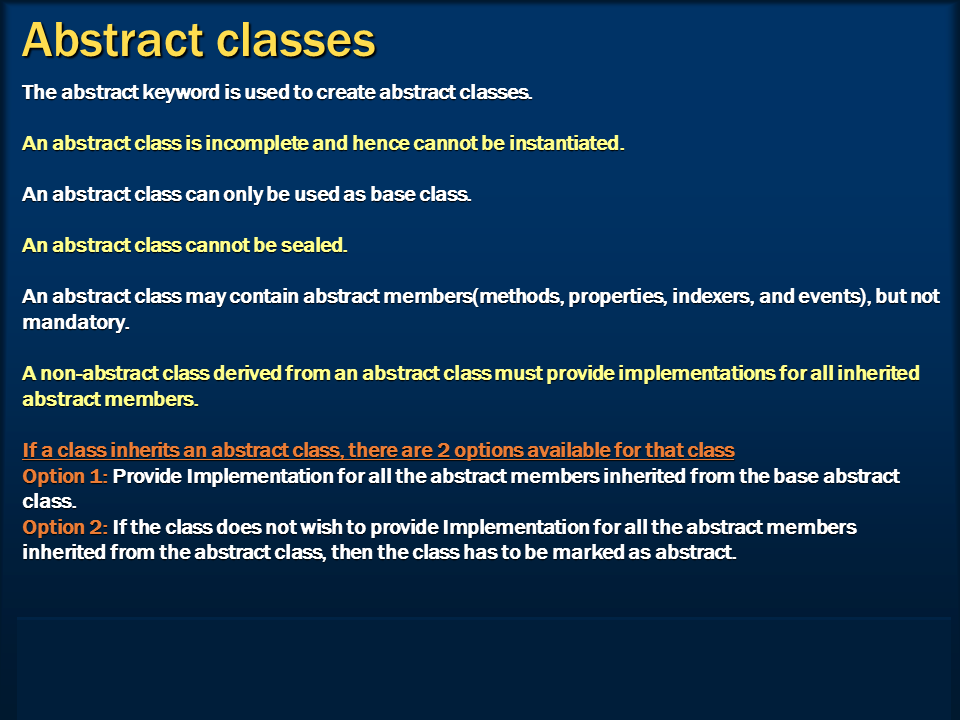 Abstract classes
The abstract keyword is used to create abstract classes.
An abstract class is incomplete and hence cannot be instantiated.
An abstract class can only be used as base class.
An abstract class cannot be sealed.
An abstract class may contain abstract members(methods, properties, indexers, and events), but not
mandatory.
A non-abstract class derived from an abstract class must provide implementations for all inherited
abstract members.
If a class inherits an abstract class, there are 2 options available for that class
Option 1: Provide Implementation for all the abstract members inherited from the base abstract
class.
Option 2: If the class does not wish to provide Implementation for all the abstract members
inherited from the abstract class, then the class has to be marked as abstract.